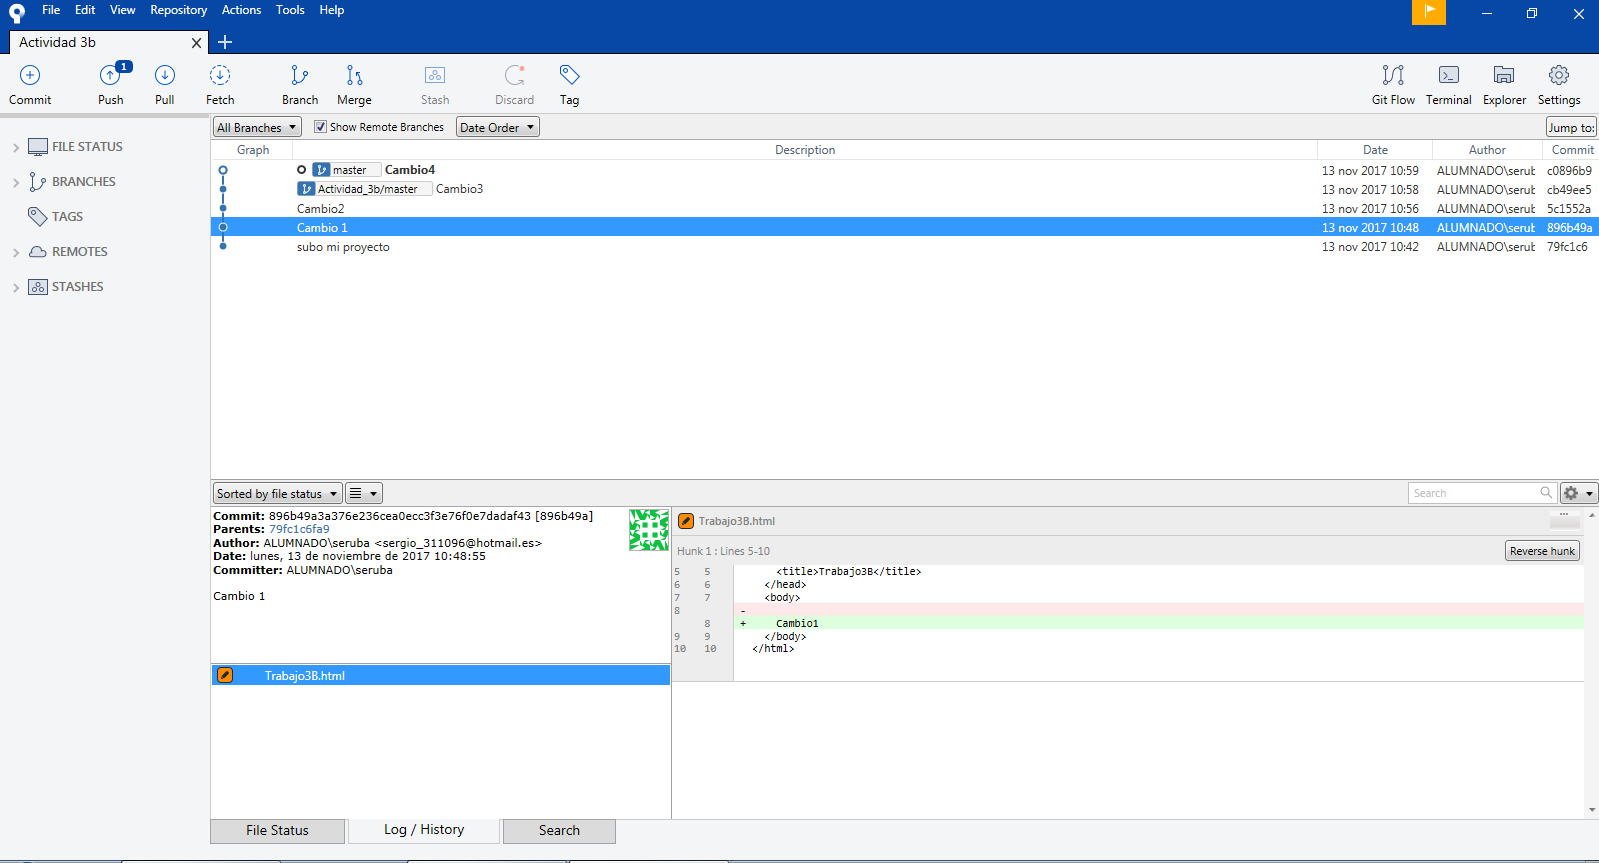 File Edit View Repository Actions Tools Help
Actividad 3b
1
Commit Push Pull Fetch Branch Merge Stash Discard Tag Git Flow Terminal Explorer Settings
All Branches Show Remote Branches Date Order Jump to:
FILE STATUS
BRANCHES
TAGS
REMOTES
STASHES
Graph Description Date Author Commit
master Cambio4 13 nov 2017 10:59 ALUMNADO\serub c0896b9
Actividad_3b/master Cambio3 13 nov 2017 10:58 ALUMNADO\serub cb49ee5
Cambio2 13 nov 2017 10:56 ALUMNADO\serub 5c1552a
Cambio 1 13 nov 2017 10:48 ALUMNADO\serub 896b49a
subo mi proyecto 13 nov 2017 10:42 ALUMNADO\serub 79fc1c6
Sorted by file status Search
Commit: 896b49a3a376e236cea0ecc3f3e76f0e7dadaf43 [896b49a]
Parents: 79fc1c6fa9
Author: ALUMNADO\seruba <sergio_311096@hotmail.es>
Date: lunes, 13 de noviembre de 2017 10:48:55
Committer: ALUMNADO\seruba
Cambio 1
Trabajo3B.html
Trabajo3B.html
Hunk 1 : Lines 5-10 Reverse hunk
5 5 <title>Trabajo3B</title>
6 6 </head>
7 7 <body>
8 -
8 + Cambio1
9 9 </body>
10 10 </html>
File Status Log / History Search